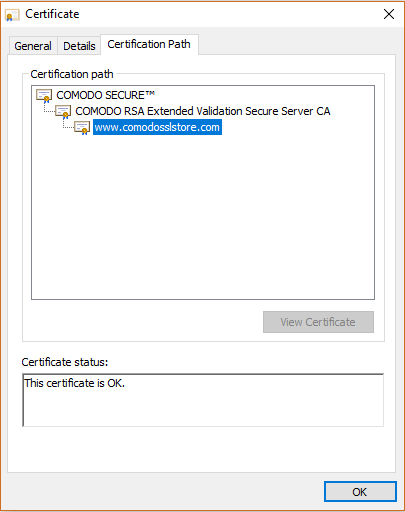 Certificate
General
Details
Certification Path
Certification path
COMODO SECURE™
COMODO RSA Extended Validation Secure Server CA
www.comodosslstore.com
View Certificate
Certificate status:
This certificate is OK.
OK